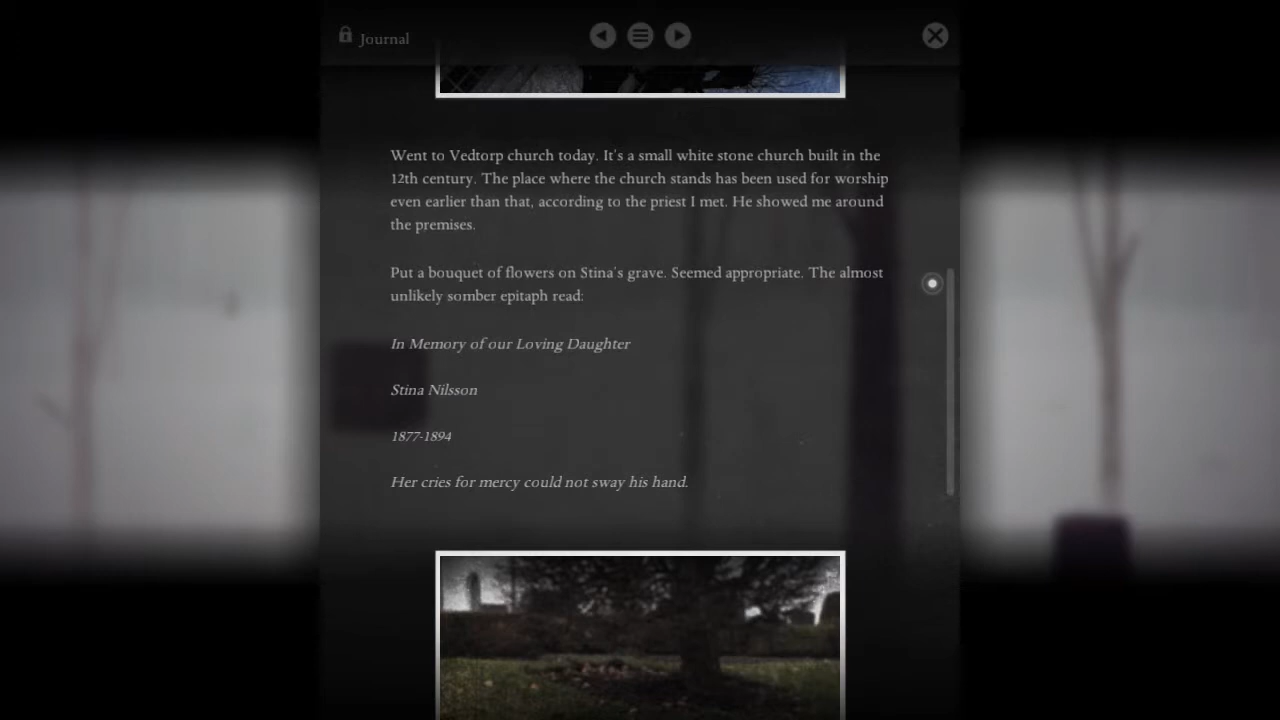 Journal
Went to Vedtorp church today. It's a small white stone church built in the
12th century. The place where the church stands has been used for worship
even earlier than that, according to the priest I met. He showed me around
the premises.
Put a bouquet of flowers on Stina's grave. Seemed appropriate. The almost
unlikely somber epitaph read:
In Memory of our Loving Daughter
Stina Nilsson
1877-1894
Her cries for mercy could not sway his hand.